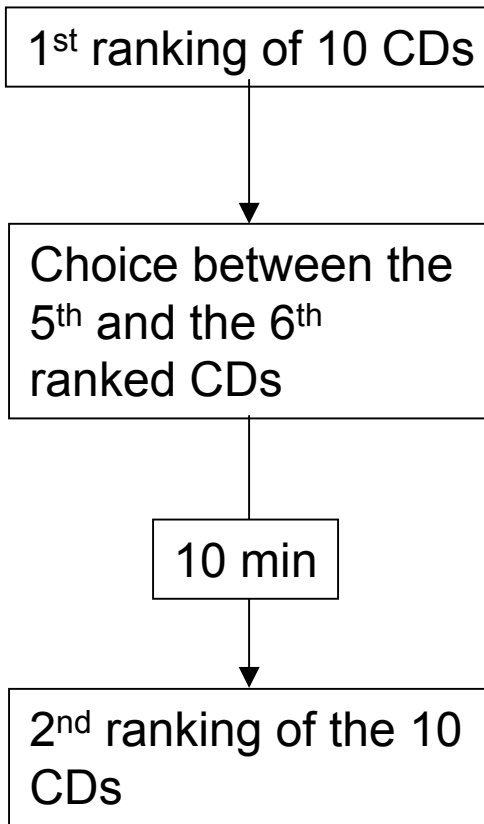 1st ranking of 10 CDs
Choice between the
5th and the 6th
ranked CDs
10 min
2nd ranking of the 10
CDs